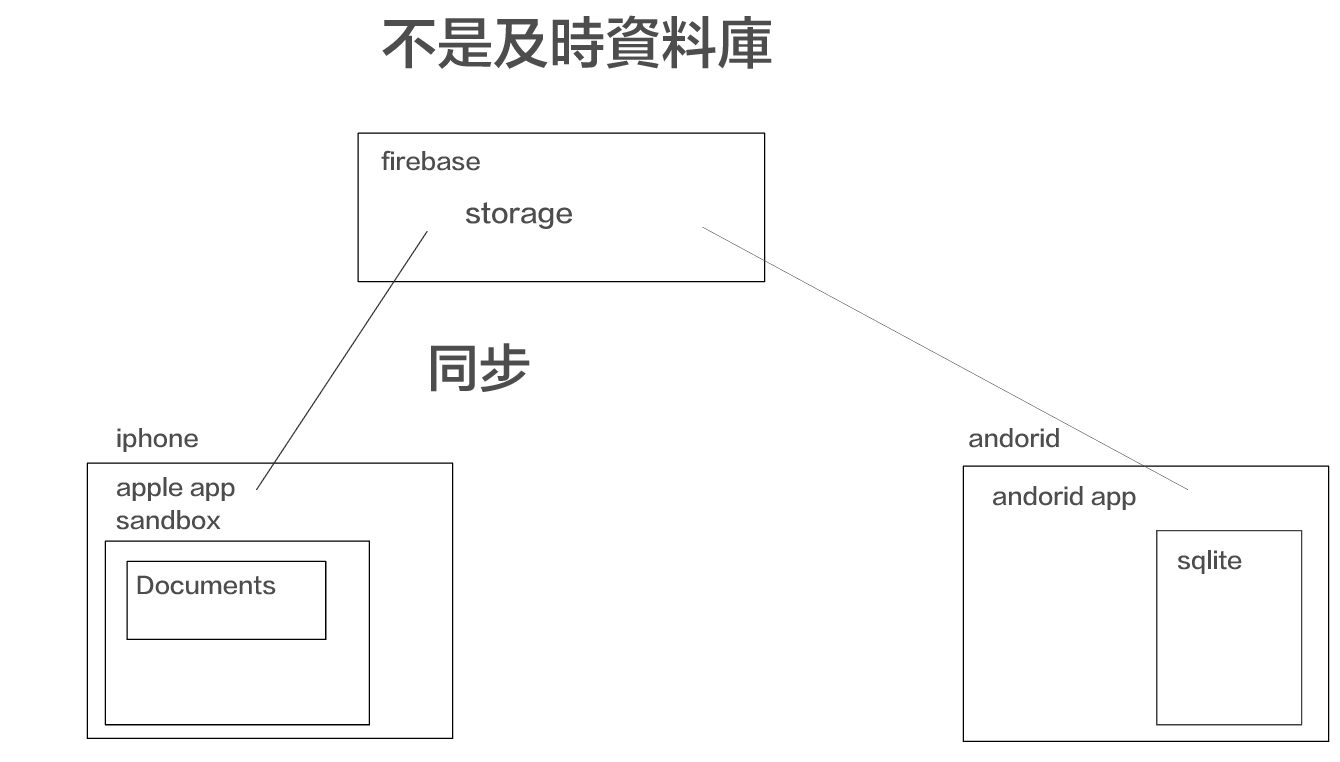 不是及時資料庫
firebase
storage
同步
iphone
apple app
sandbox
Documents
andorid
andorid app
sqlite